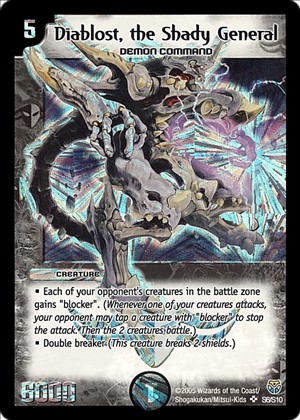 5 Diablost, the Shady General
DEMON COMMAND
CREATURE
▪ Each of your opponent's creatures in the battle zone
gains "blocker". (Whenever one of your creatures attacks,
your opponent may tap a creature with "blocker" to stop
the attack. Then the 2 creatures battle.)
▪ Double breaker (This creature breaks 2 shields.)
6000
1
©2005 Wizards of the Coast/
Shogakukan/Mitsui-Kids S6/S10